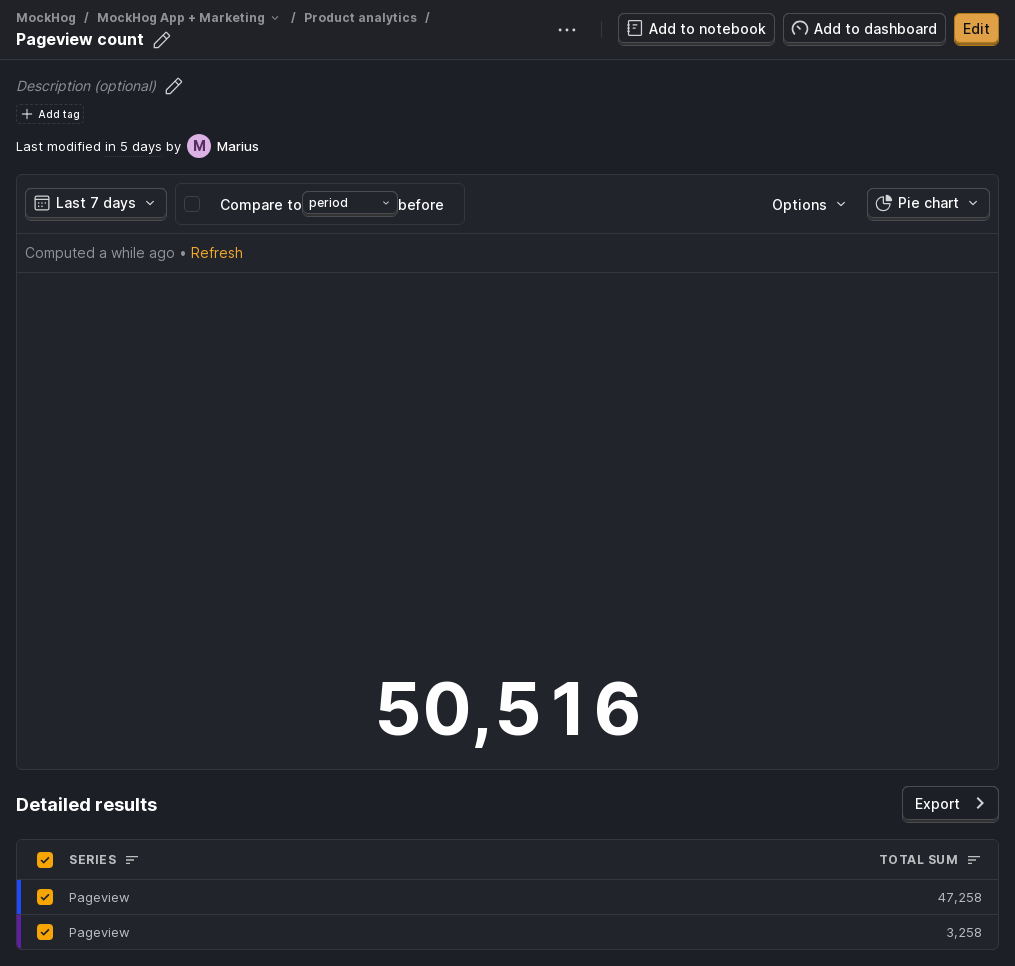 MockHog / MockHog App + Marketing / Product analytics /
Pageview count
Add to notebook
Add to dashboard
Edit
Description (optional)
Add tag
Last modified in 5 days by M Marius
Last 7 days
Compare to period before
Options
Pie chart
Computed a while ago • Refresh
50,516
Detailed results
Export
SERIES TOTAL SUM
Pageview 47,258
Pageview 3,258